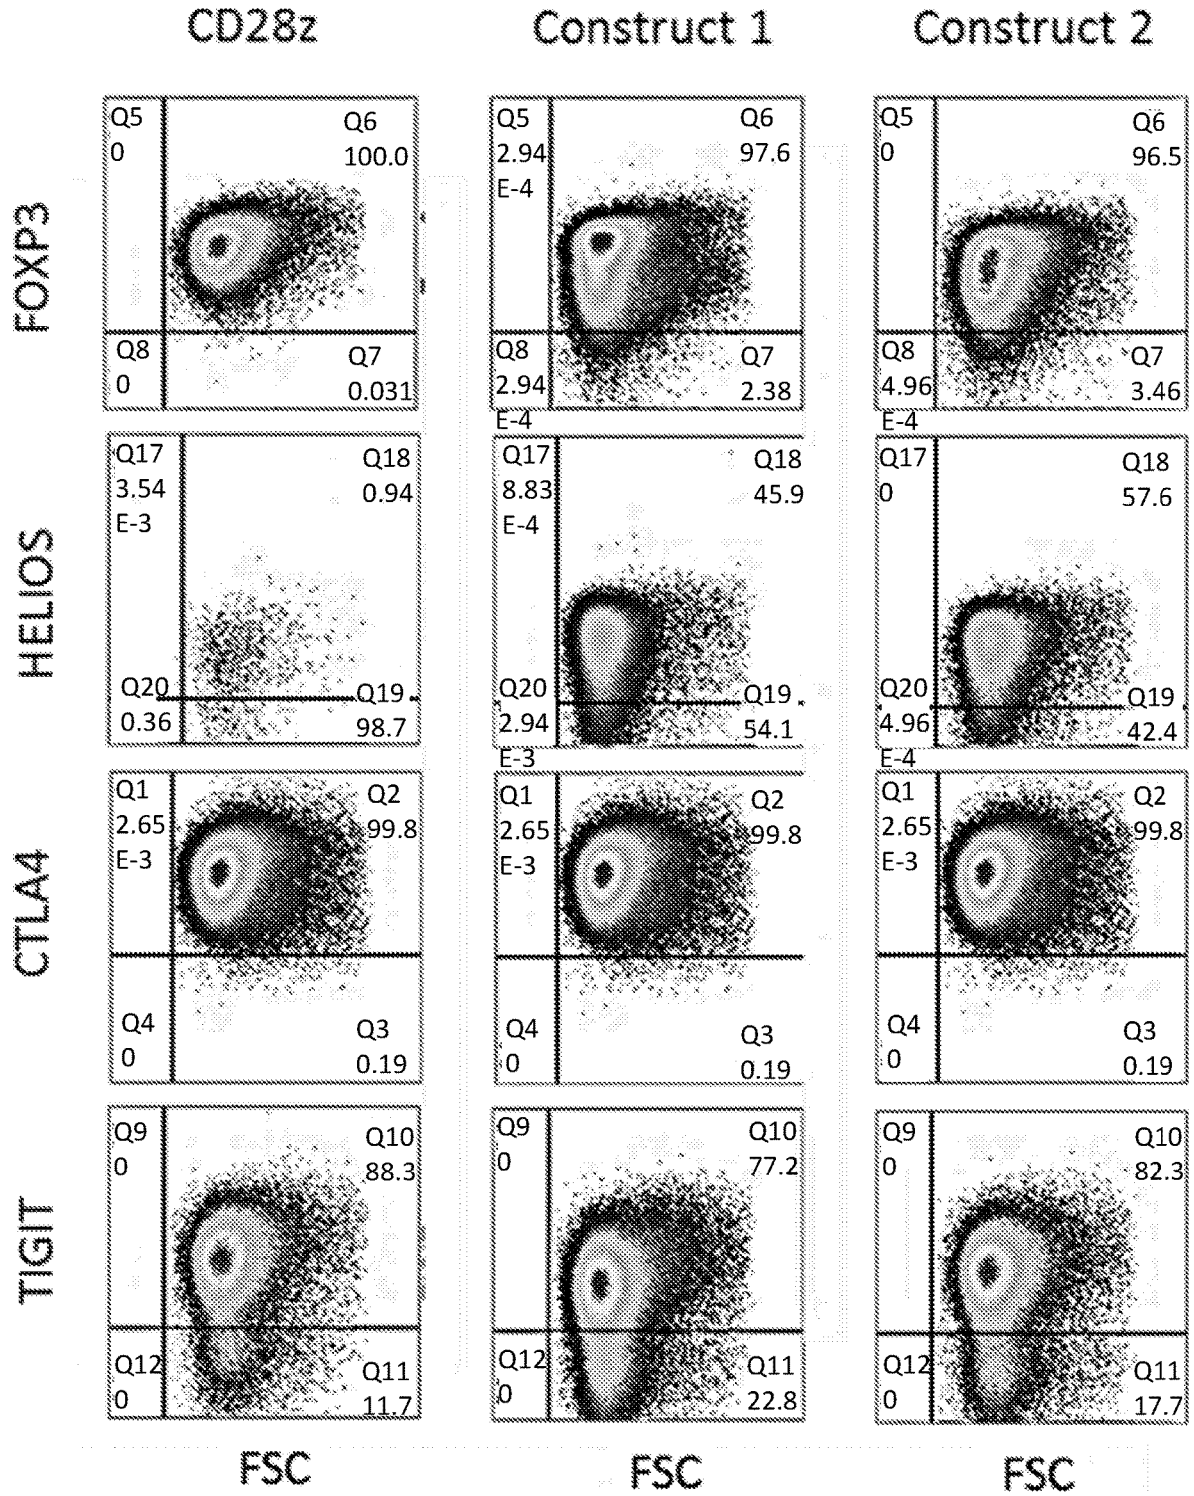 CD28z
Construct 1
Construct 2
FOXP3
Q5
0
Q6
100.0
Q8
0
Q7
0.031
Q5
2.94
E-4
Q6
97.6
Q8
2.94
E-4
Q7
2.38
Q5
0
Q6
96.5
Q8
4.96
E-4
Q7
3.46
HELIOS
Q17
3.54
E-3
Q18
0.94
Q20
0.36
Q19
98.7
Q17
8.83
E-4
Q18
45.9
Q20
2.94
E-3
Q19
54.1
Q17
0
Q18
57.6
Q20
4.96
E-4
Q19
42.4
CTLA4
Q1
2.65
E-3
Q2
99.8
Q4
0
Q3
0.19
Q1
2.65
E-3
Q2
99.8
Q4
0
Q3
0.19
Q1
2.65
E-3
Q2
99.8
Q4
0
Q3
0.19
TIGIT
Q9
0
Q10
88.3
Q12
0
Q11
11.7
Q9
0
Q10
77.2
Q12
0
Q11
22.8
Q9
0
Q10
82.3
Q12
0
Q11
17.7
FSC
FSC
FSC